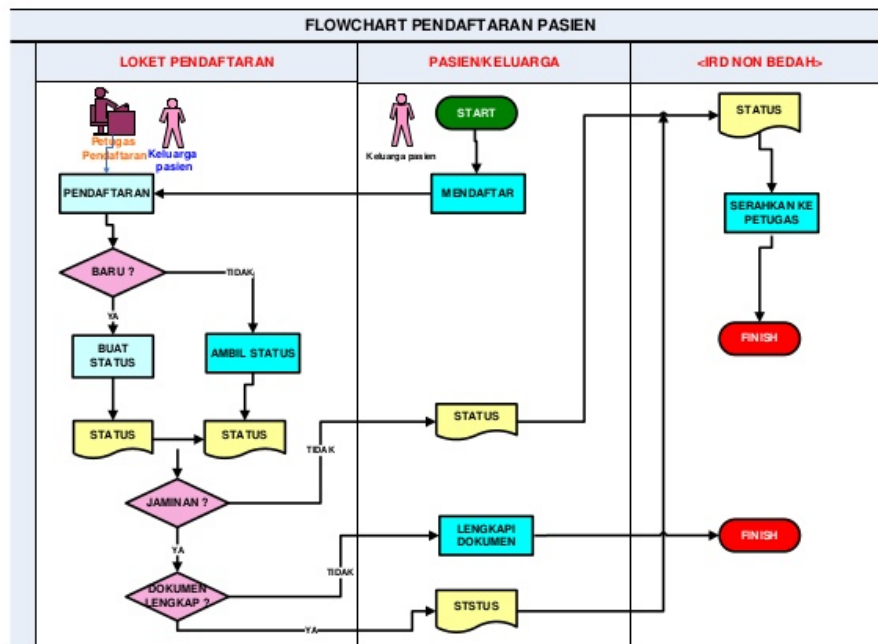 FLOWCHART PENDAFTARAN PASIEN
LOKET PENDAFTARAN
PASIEN/KELUARGA
<IRD NON BEDAH>
Petugas
Pendaftaran
Keluarga
pasien
Keluarga pasien
START
STATUS
PENDAFTARAN
MENDAFTAR
SERAHKAN KE
PETUGAS
BARU ?
TIDAK
YA
BUAT
STATUS
AMBIL STATUS
FINISH
STATUS
STATUS
STATUS
TIDAK
JAMINAN ?
YA
LENGKAPI
DOKUMEN
FINISH
TIDAK
DOKUMEN
LENGKAP ?
YA
STSTUS